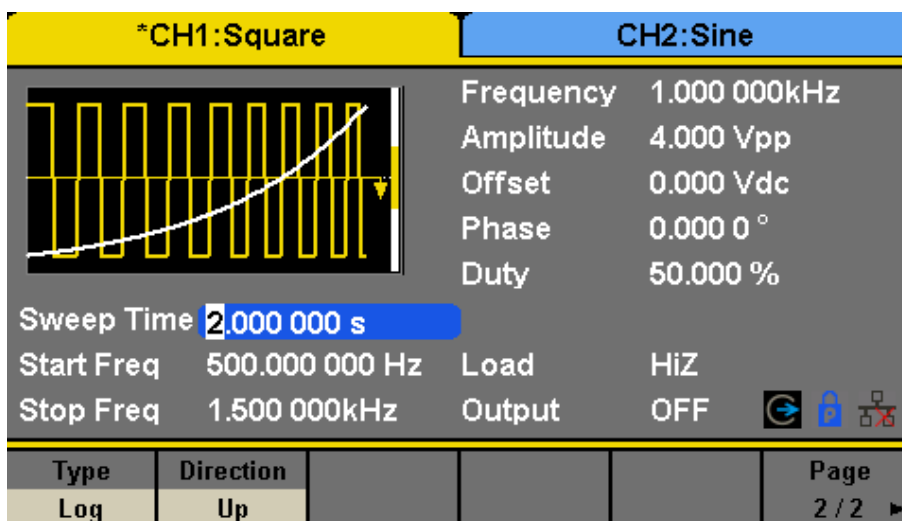 *CH1:Square CH2:Sine
Frequency 1.000 000kHz
Amplitude 4.000 Vpp
Offset 0.000 Vdc
Phase 0.000 0 °
Duty 50.000 %
Sweep Time 2.000 000 s
Start Freq 500.000 000 Hz Load HiZ
Stop Freq 1.500 000kHz Output OFF P
Type Direction Page
Log Up 2 / 2